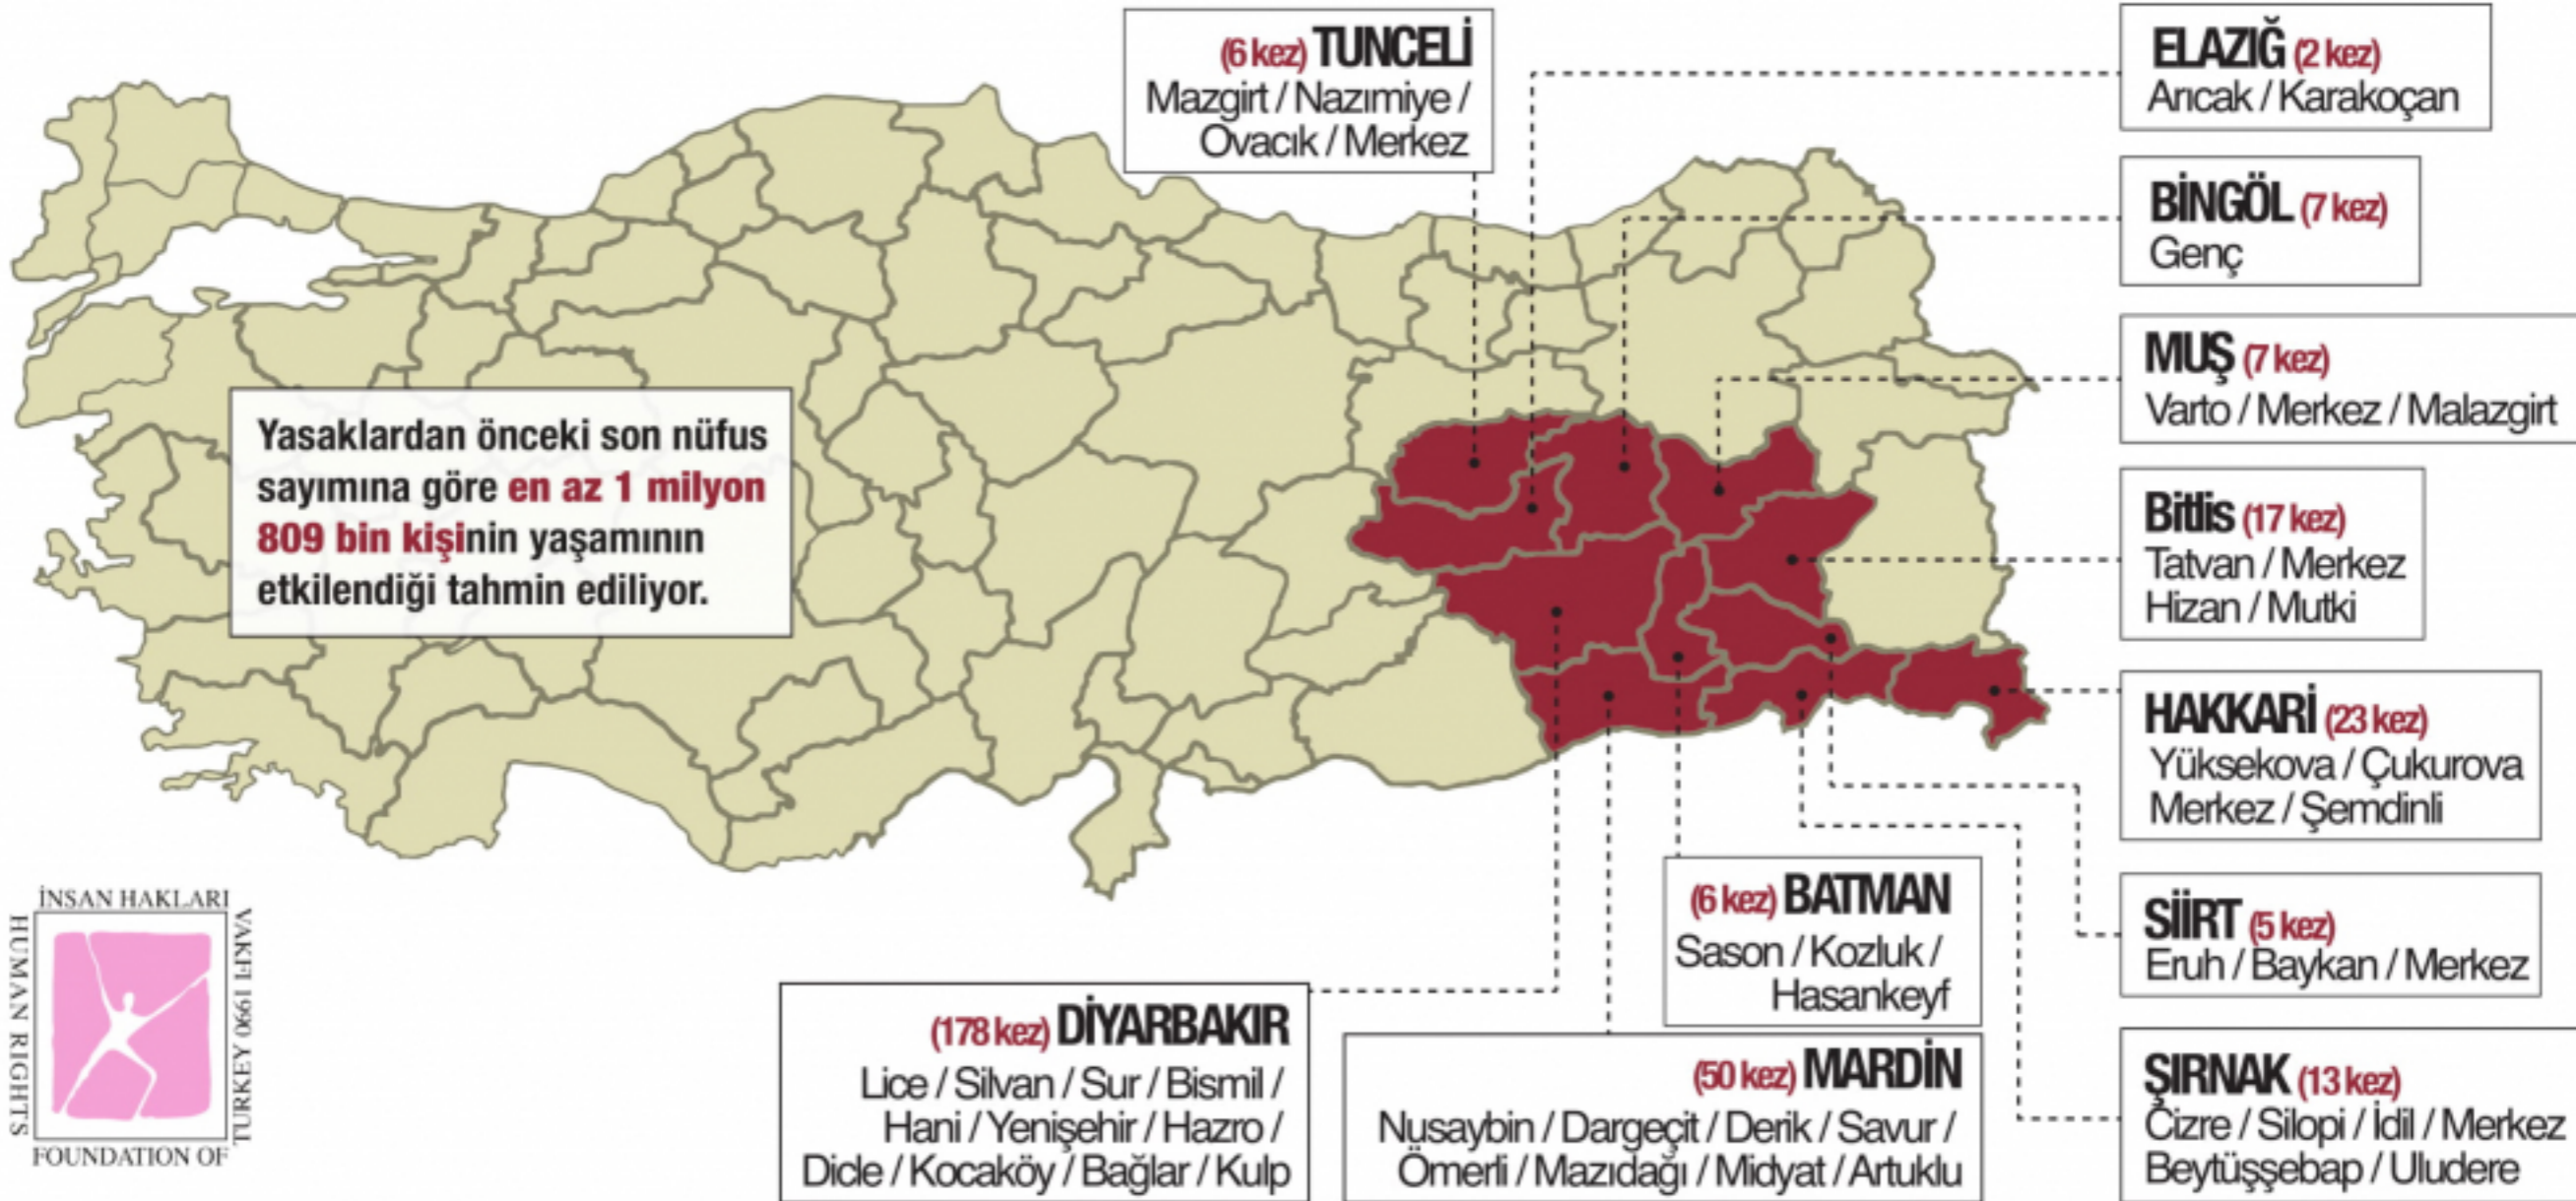 (6 kez) TUNCELİ
Mazgirt / Nazımiye /
Ovacık / Merkez
ELAZIĞ (2 kez)
Arıcak / Karakoçan
BİNGÖL (7 kez)
Genç
MUŞ (7 kez)
Varto / Merkez / Malazgirt
Bitlis (17 kez)
Tatvan / Merkez
Hizan / Mutki
HAKKARİ (23 kez)
Yüksekova / Çukurova
Merkez / Şemdinli
SİİRT (5 kez)
Eruh / Baykan / Merkez
ŞIRNAK (13 kez)
Cizre / Silopi / İdil / Merkez
Beytüşşebap / Uludere
(6 kez) BATMAN
Sason / Kozluk /
Hasankeyf
(50 kez) MARDİN
Nusaybin / Dargeçit / Derik / Savur /
Ömerli / Mazıdağı / Midyat / Artuklu
(178 kez) DİYARBAKIR
Lice / Silvan / Sur / Bismil /
Hani / Yenişehir / Hazro /
Dicle / Kocaköy / Bağlar / Kulp
Yasaklardan önceki son nüfus
sayımına göre en az 1 milyon
809 bin kişinin yaşamının
etkilendiği tahmin ediliyor.
İNSAN HAKLARI
VAKFI 1990
HUMAN RIGHTS
FOUNDATION OF
TURKEY